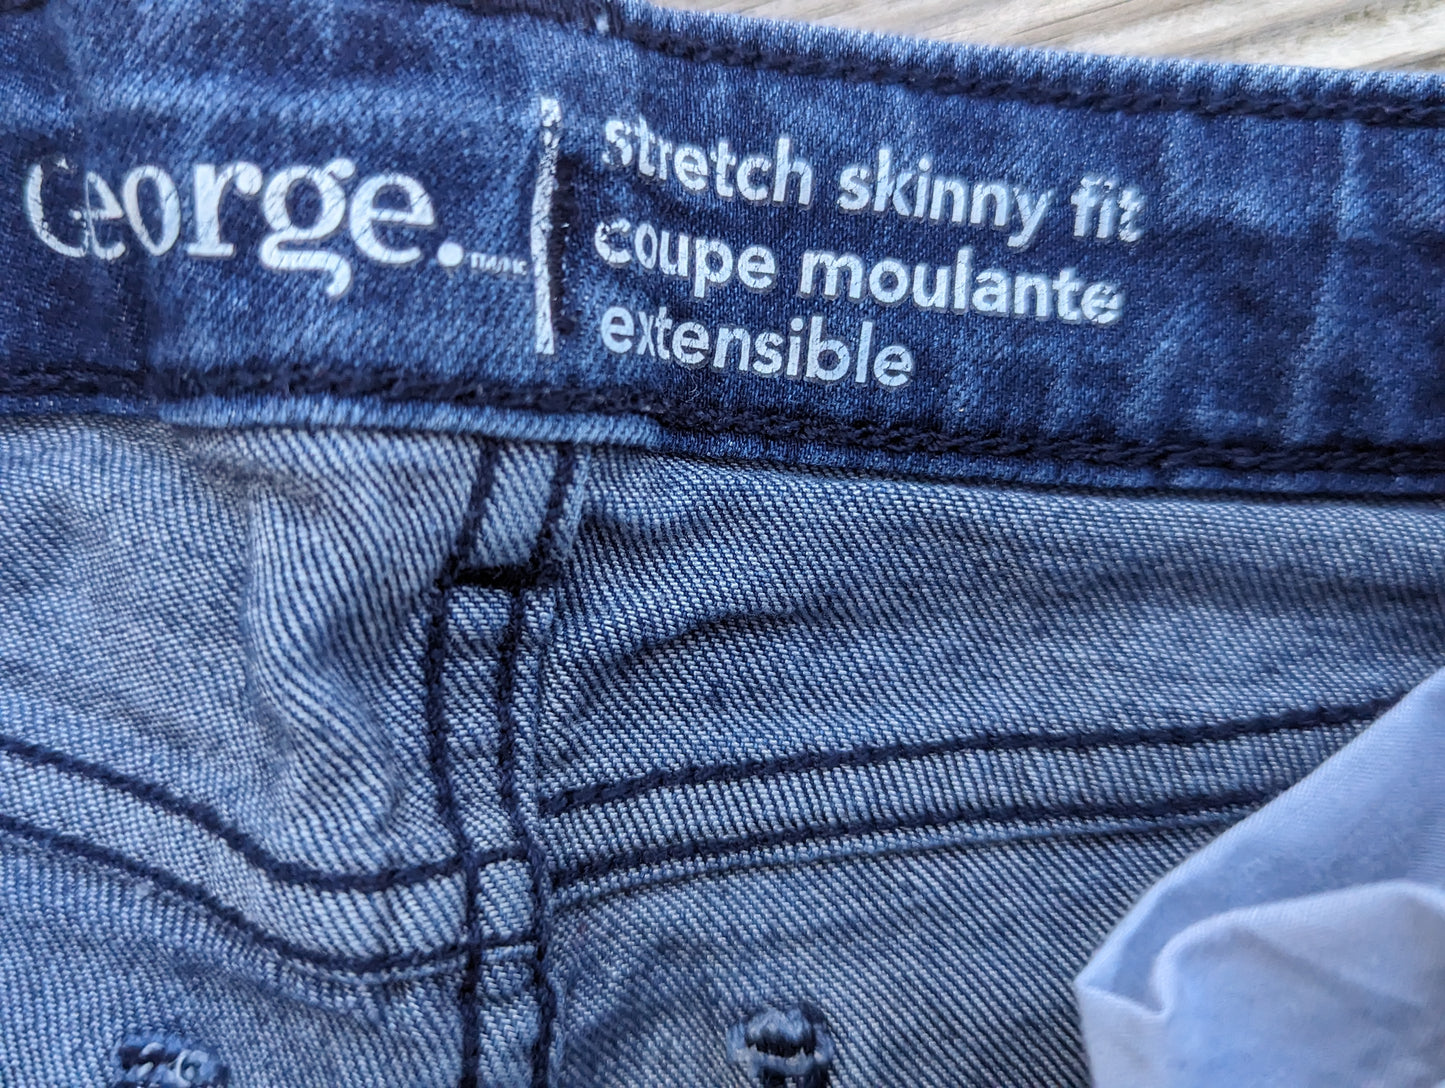 George.
stretch skinny fit
coupe moulante
extensible